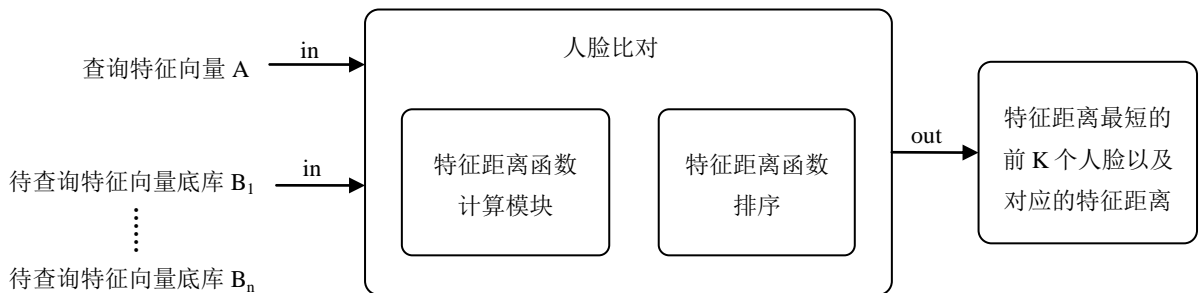 查询特征向量 A
in
待查询特征向量底库 B₁
in
待查询特征向量底库 Bₙ
人脸比对
特征距离函数
计算模块
特征距离函数
排序
out
特征距离最短的
前 K 个人脸以及
对应的特征距离